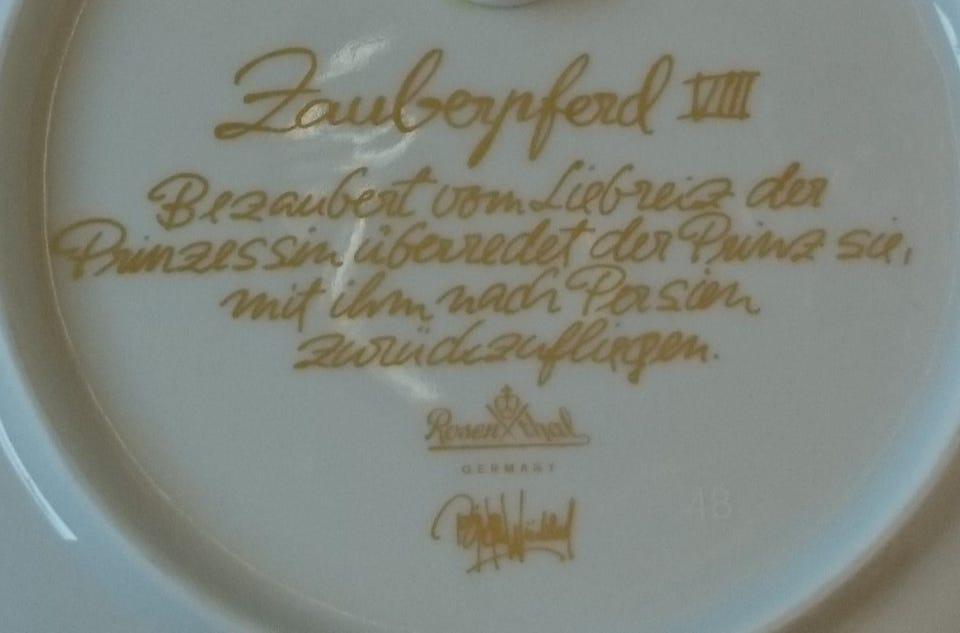 Zauberpferd VIII
Bezaubert vom Liebreiz der
Prinzessin überredet der Prinz sie,
mit ihm nach Persien
zurückzufliegen.
Rosenthal
GERMANY
48